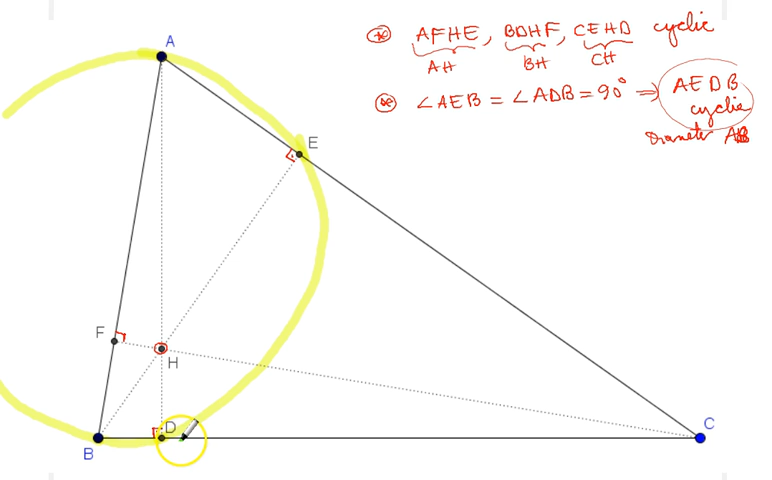 ⊛ AFHE, BDHF, CEHD cyclic
AH BH CH
⊛ ∠AEB = ∠ADB = 90° ⇒ AEDB
cyclic
Diameter AB
A
E
F
H
D
B
C